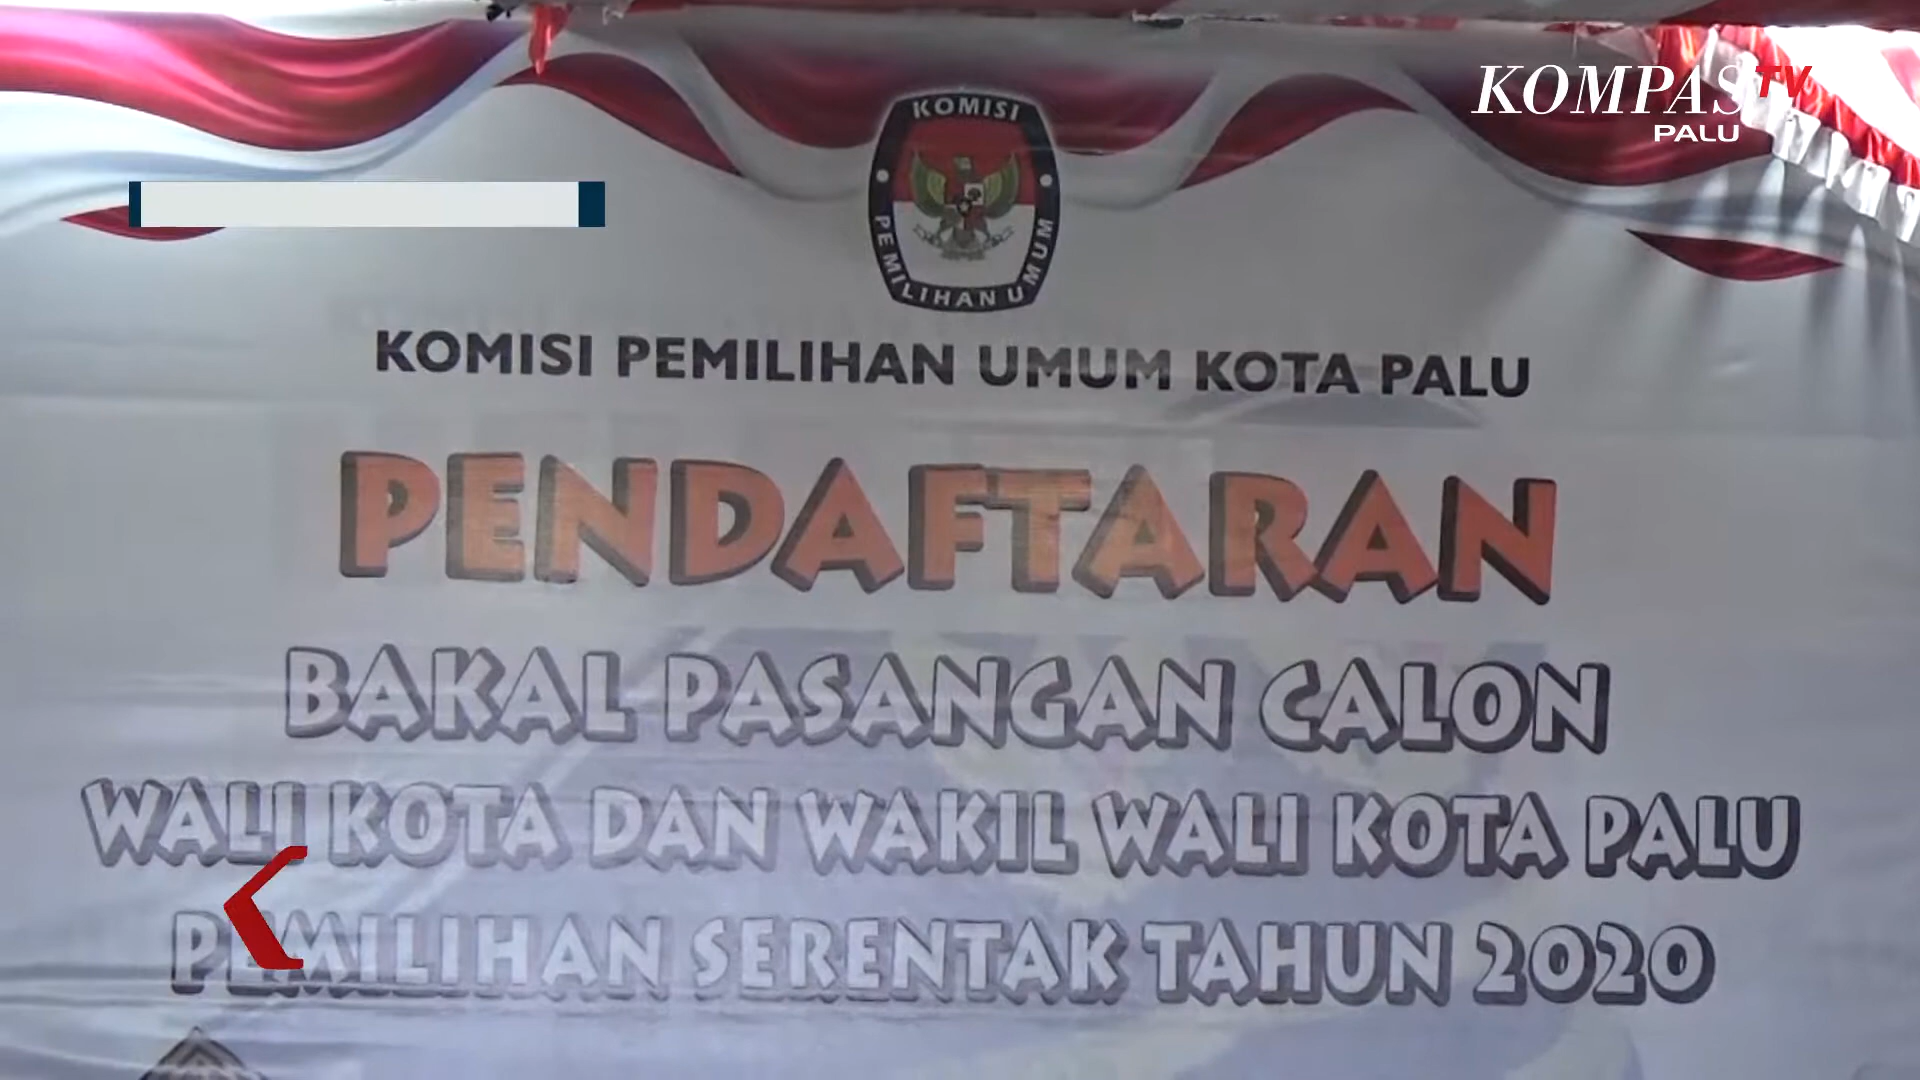 KOMPAS TV
PALU
KOMISI
PEMILIHAN UMUM
KOMISI PEMILIHAN UMUM KOTA PALU
PENDAFTARAN
BAKAL PASANGAN CALON
WALI KOTA DAN WAKIL WALI KOTA PALU
PEMILIHAN SERENTAK TAHUN 2020